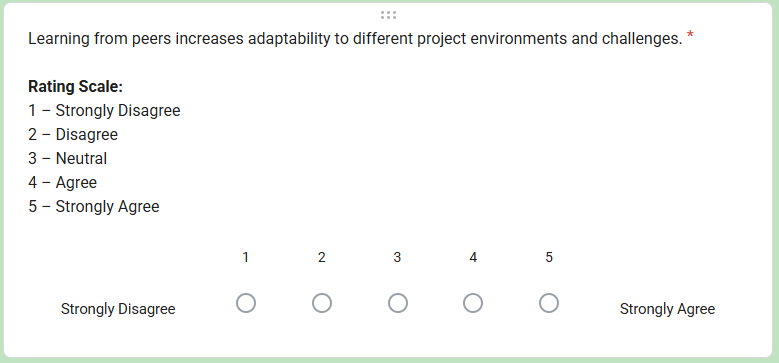 Learning from peers increases adaptability to different project environments and challenges. *
Rating Scale:
1 – Strongly Disagree
2 – Disagree
3 – Neutral
4 – Agree
5 – Strongly Agree
1 2 3 4 5
Strongly Disagree Strongly Agree